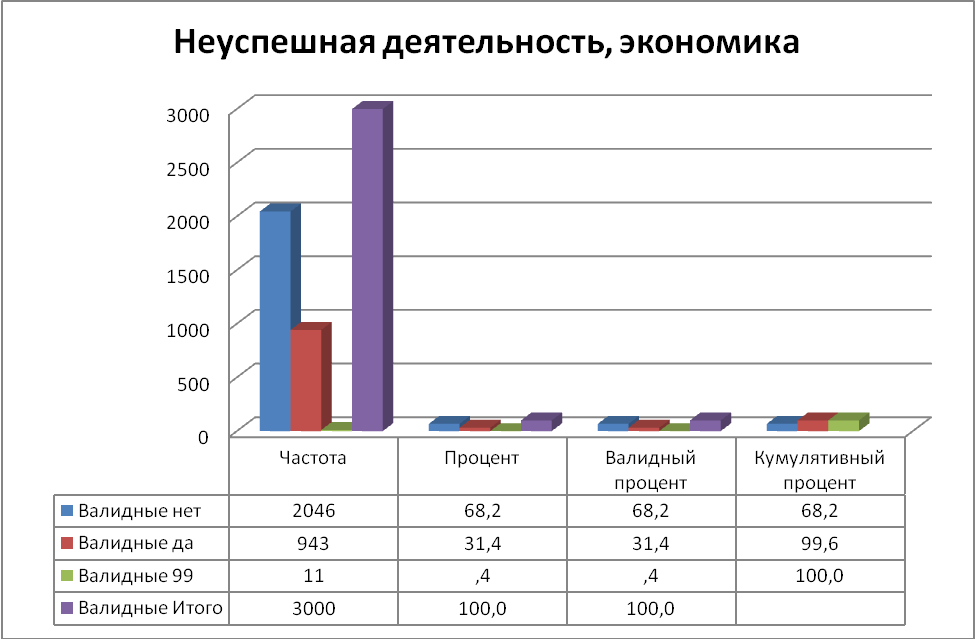 Неуспешная деятельность, экономика
3000
2500
2000
1500
1000
500
0
Частота Процент Валидный процент Кумулятивный процент
Валидные нет 2046 68,2 68,2 68,2
Валидные да 943 31,4 31,4 99,6
Валидные 99 11 ,4 ,4 100,0
Валидные Итого 3000 100,0 100,0